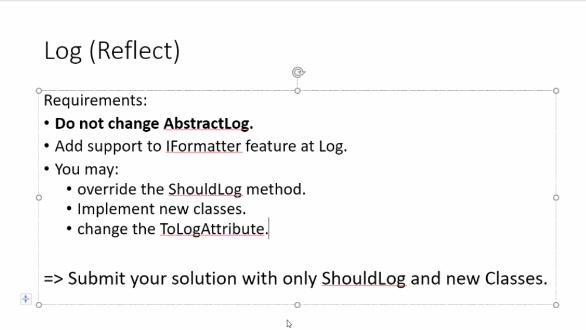 Log (Reflect)
Requirements:
• Do not change AbstractLog.
• Add support to IFormatter feature at Log.
• You may:
• override the ShouldLog method.
• Implement new classes.
• change the ToLogAttribute.
=> Submit your solution with only ShouldLog and new Classes.